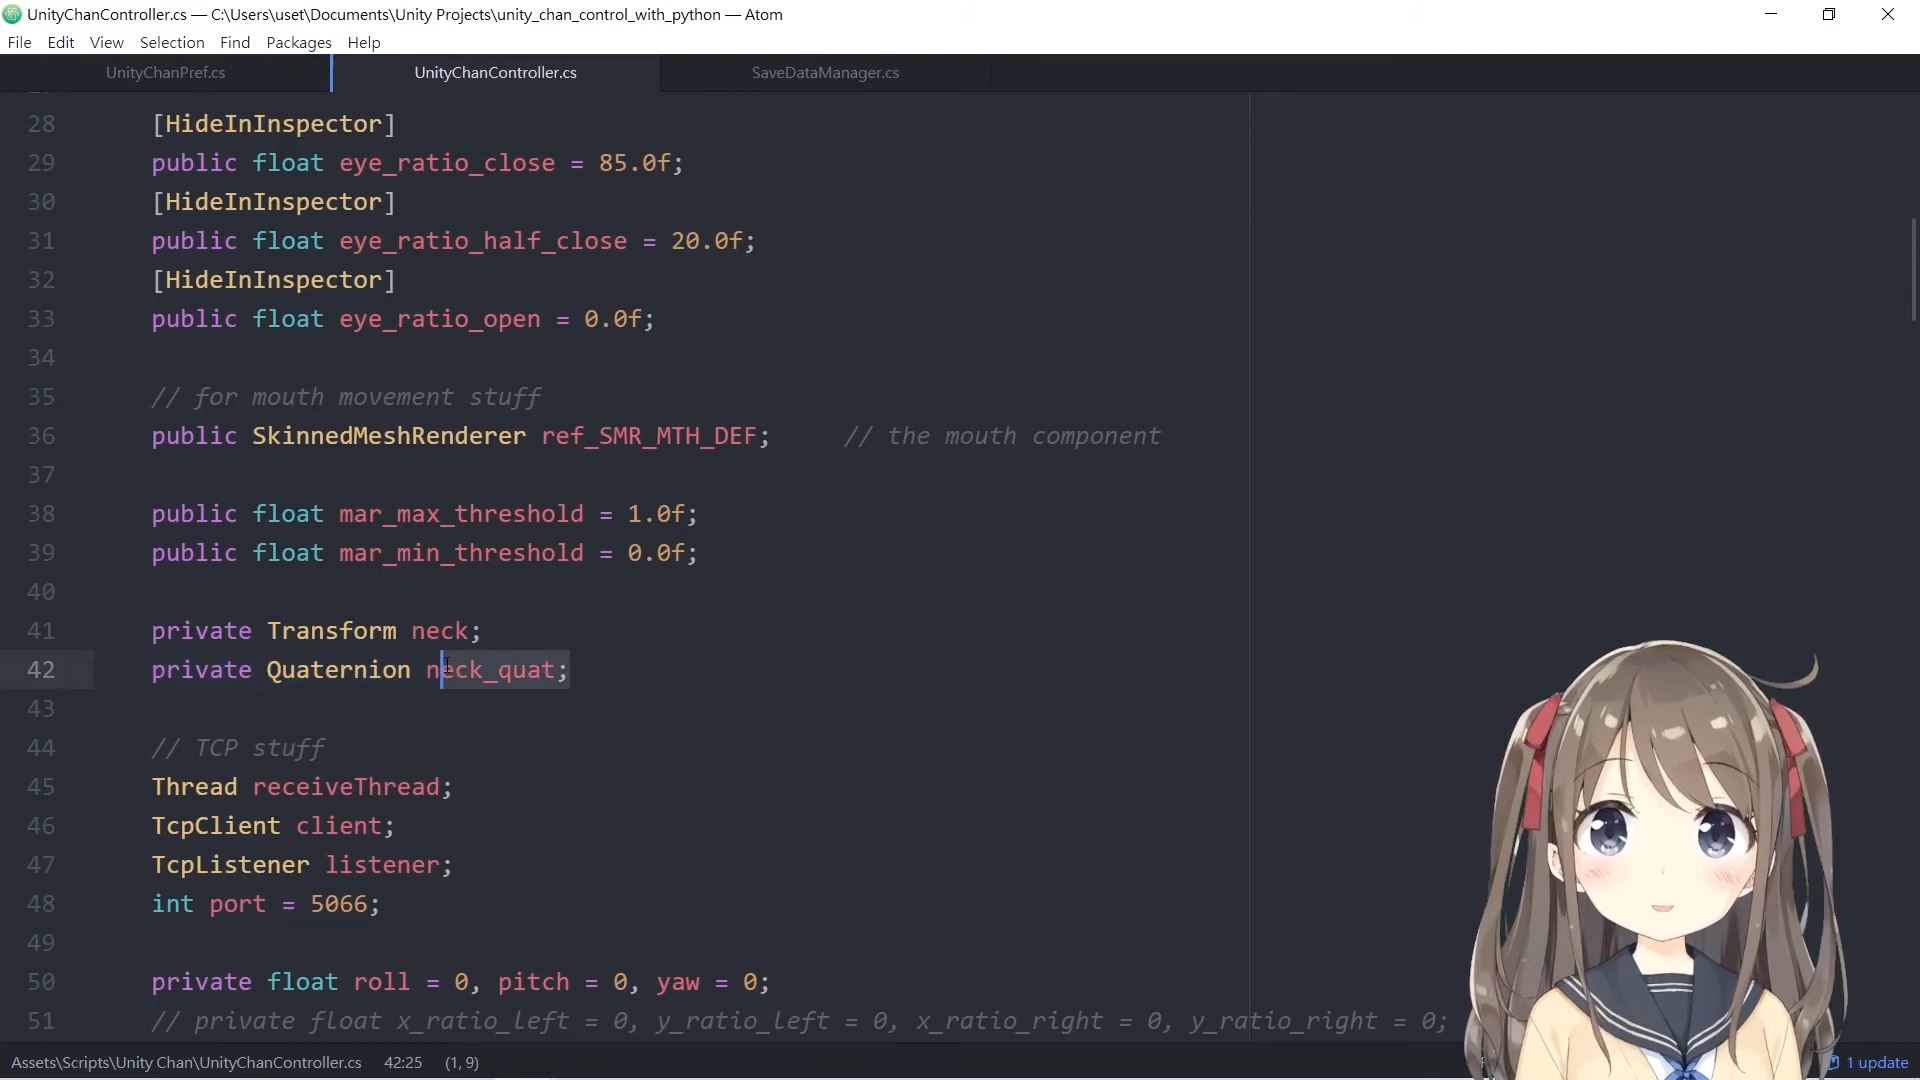 UnityChanController.cs — C:\Users\uset\Documents\Unity Projects\unity_chan_control_with_python — Atom
File Edit View Selection Find Packages Help
UnityChanPref.cs UnityChanController.cs SaveDataManager.cs
28 [HideInInspector]
29 public float eye_ratio_close = 85.0f;
30 [HideInInspector]
31 public float eye_ratio_half_close = 20.0f;
32 [HideInInspector]
33 public float eye_ratio_open = 0.0f;
34
35 // for mouth movement stuff
36 public SkinnedMeshRenderer ref_SMR_MTH_DEF; // the mouth component
37
38 public float mar_max_threshold = 1.0f;
39 public float mar_min_threshold = 0.0f;
40
41 private Transform neck;
42 private Quaternion neck_quat;
43
44 // TCP stuff
45 Thread receiveThread;
46 TcpClient client;
47 TcpListener listener;
48 int port = 5066;
49
50 private float roll = 0, pitch = 0, yaw = 0;
51 // private float x_ratio_left = 0, y_ratio_left = 0, x_ratio_right = 0, y_ratio_right = 0;
Assets\Scripts\Unity Chan\UnityChanController.cs 42:25 (1, 9) 1 update